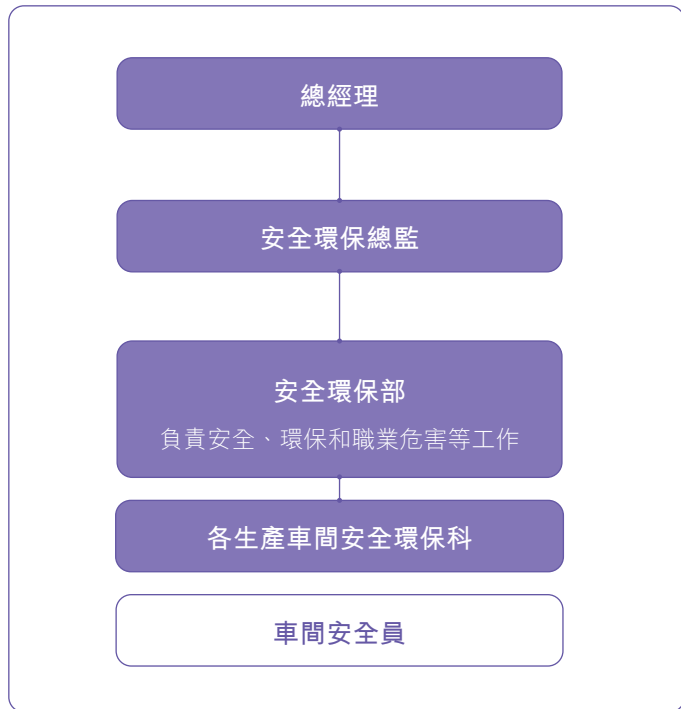 總經理
安全環保總監
安全環保部
負責安全、環保和職業危害等工作
各生產車間安全環保科
車間安全員